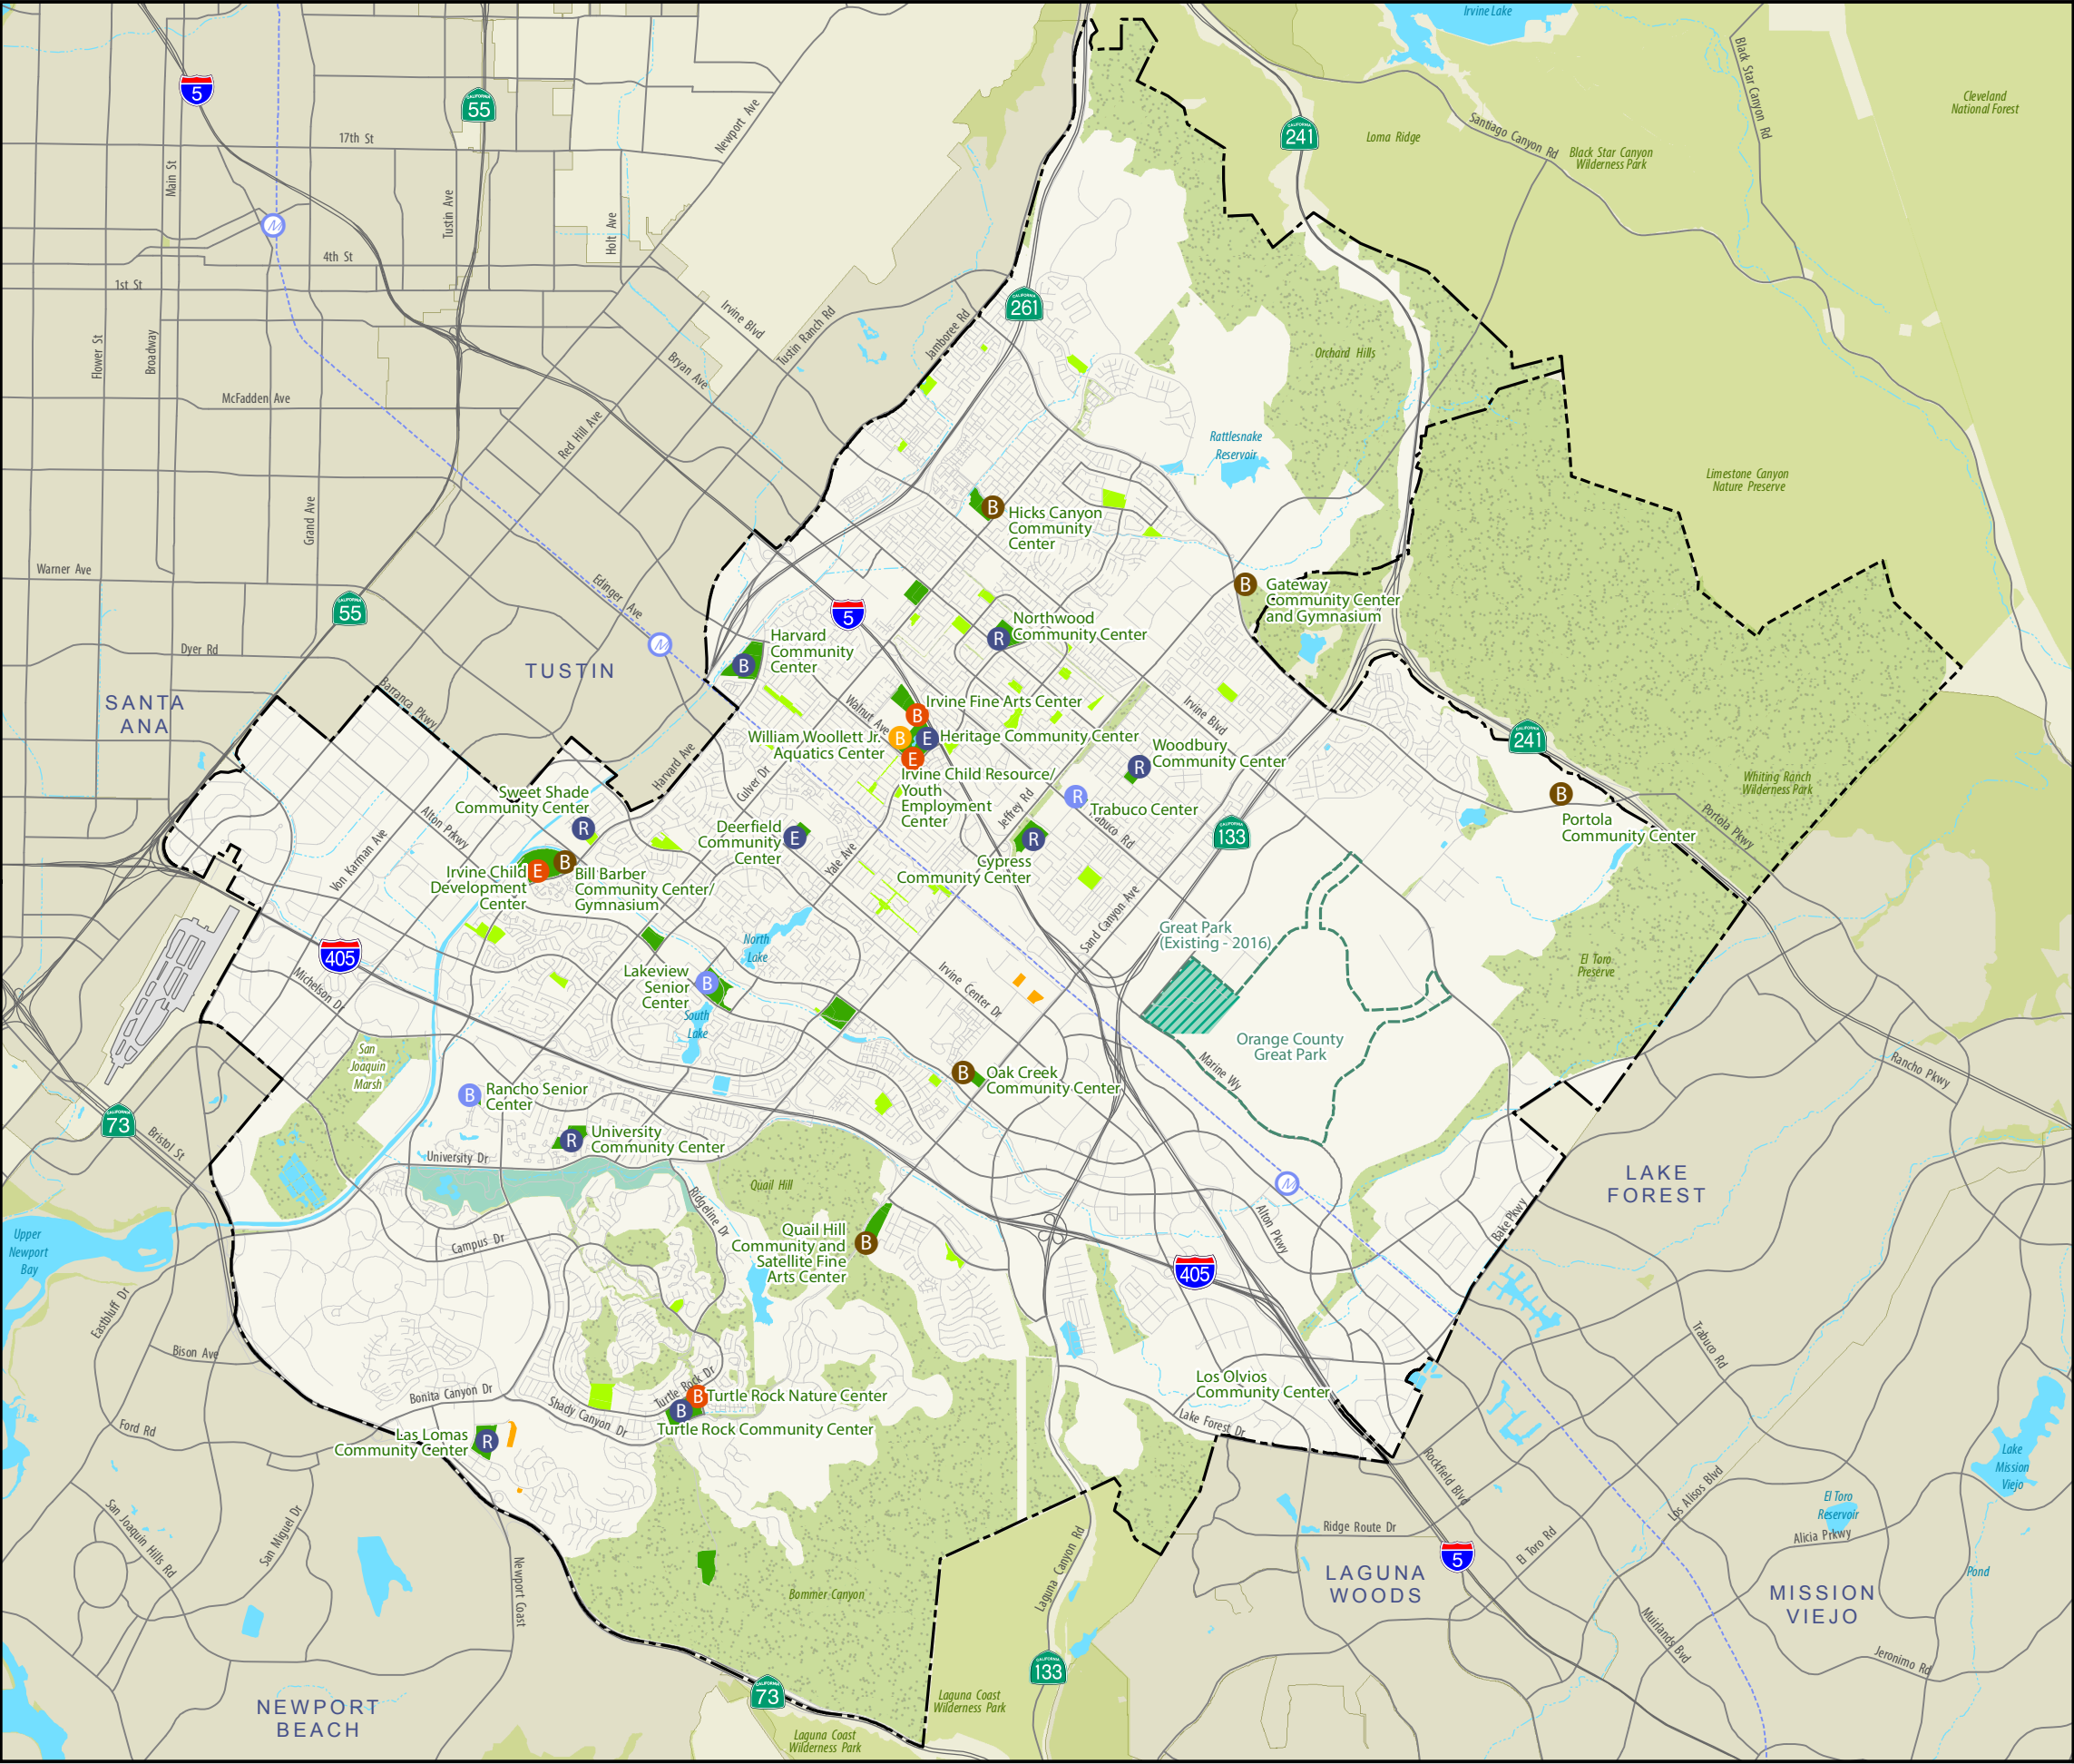 Irvine Lake
5
CALIFORNIA
55
Newport Ave
Black Star Canyon Rd
Cleveland
National Forest
17th St
CALIFORNIA
241
Loma Ridge
Santiago Canyon Rd
Black Star Canyon
Wilderness Park
Main St
Tustin Ave
Holt Ave
M
4th St
1st St
CALIFORNIA
261
Irvine Blvd
Tustin Ranch Rd
Jamboree Rd
Flower St
Broadway
Bryan Ave
Orchard Hills
McFadden Ave
Red Hill Ave
Rattlesnake
Reservoir
Limestone Canyon
Nature Preserve
Grand Ave
B
Hicks Canyon
Community
Center
Warner Ave
Edinger Ave
CALIFORNIA
55
5
B
Gateway
Community Center
and Gymnasium
Northwood
R
Community Center
Harvard
Community
Center
B
M
Dyer Rd
TUSTIN
SANTA
ANA
Barranca Pkwy
Walnut Ave
B
Irvine Fine Arts Center
Irvine Blvd
William Woollett Jr.
Aquatics Center
B
E
Heritage Community Center
E
Irvine Child Resource/
Youth
Employment
Center
Woodbury
Community Center
R
CALIFORNIA
241
Whiting Ranch
Wilderness Park
Harvard Ave
Culver Dr
Sweet Shade
Community Center
R
Jeffrey Rd
R
Trabuco Center
Trabuco Rd
B
Portola
Community Center
Portola Pkwy
Alton Prkwy
Von Karman Ave
Deerfield
Community
Center
E
Yale Ave
R
Cypress
Community Center
CALIFORNIA
133
Irvine Child
Development
Center
E
B
Bill Barber
Community Center/
Gymnasium
Sand Canyon Ave
Great Park
(Existing - 2016)
North
Lake
405
Michelson Dr
Lakeview
Senior
Center
B
South
Lake
Irvine Center Dr
El Toro
Preserve
Orange County
Great Park
Marine Wy
San
Joaquin
Marsh
B
Oak Creek
Community Center
Rancho Pkwy
B
Rancho Senior
Center
CALIFORNIA
73
Bristol St
R
University
Community Center
University Dr
Quail Hill
Ridgeline Dr
M
LAKE
FOREST
Upper
Newport
Bay
Campus Dr
Quail Hill
Community and
Satellite Fine
Arts Center
B
Alton Pkwy
Bake Pkwy
405
Eastbluff Dr
Bison Ave
Trabuco Rd
Bonita Canyon Dr
Shady Canyon Dr
Turtle Rock Dr
B
Turtle Rock Nature Center
B
Turtle Rock Community Center
Los Olvios
Community Center
Lake Forest Dr
Ford Rd
Las Lomas
Community Center
R
Rockfield Blvd
Los Alisos Blvd
Lake
Mission
Viejo
El Toro
Reservoir
Alicia Prkwy
San Joaquin Hills Rd
San Miguel Dr
Newport Coast
Laguna Canyon Rd
Ridge Route Dr
El Toro Rd
5
Pond
LAGUNA
WOODS
MISSION
VIEJO
Bommer Canyon
Muirlands Bvd
Jeronimo Rd
CALIFORNIA
133
CALIFORNIA
73
NEWPORT
BEACH
Laguna Coast
Wilderness Park
Laguna Coast
Wilderness Park